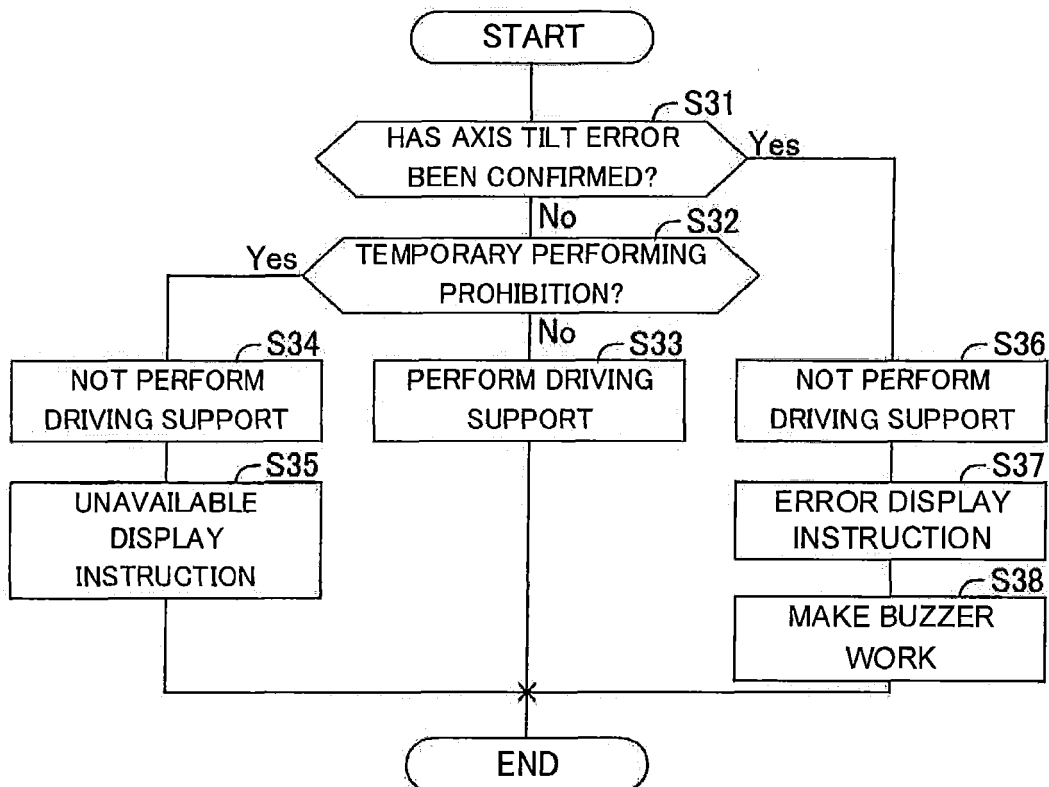 START
S31
HAS AXIS TILT ERROR
BEEN CONFIRMED?
Yes
No
S32
TEMPORARY PERFORMING
PROHIBITION?
Yes
No
S34
NOT PERFORM
DRIVING SUPPORT
S33
PERFORM DRIVING
SUPPORT
S36
NOT PERFORM
DRIVING SUPPORT
S35
UNAVAILABLE
DISPLAY
INSTRUCTION
S37
ERROR DISPLAY
INSTRUCTION
S38
MAKE BUZZER
WORK
END